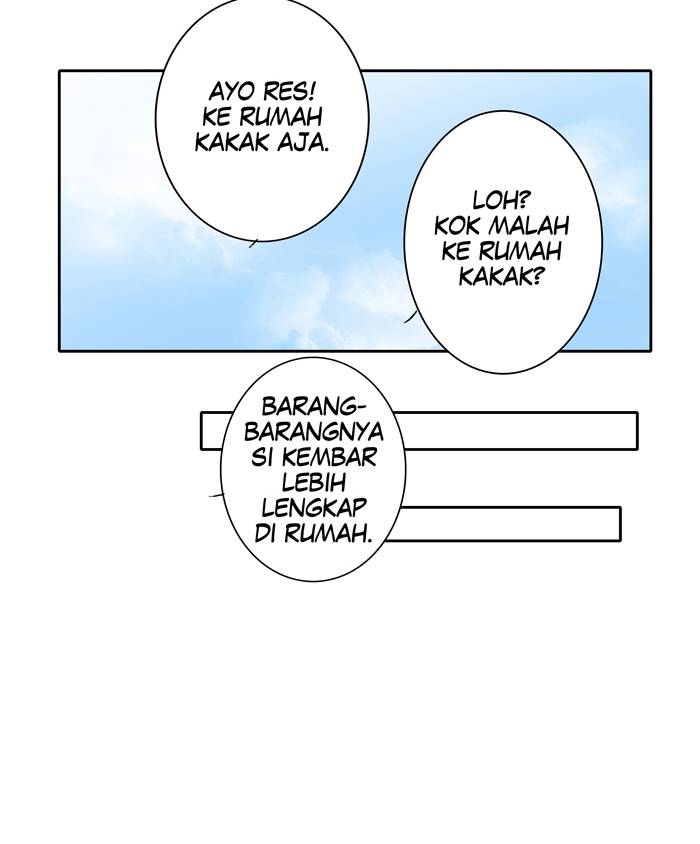 AYO RES!
KE RUMAH
KAKAK AJA.
LOH?
KOK MALAH
KE RUMAH
KAKAK?
BARANG-
BARANGNYA
SI KEMBAR
LEBIH
LENGKAP
DI RUMAH.